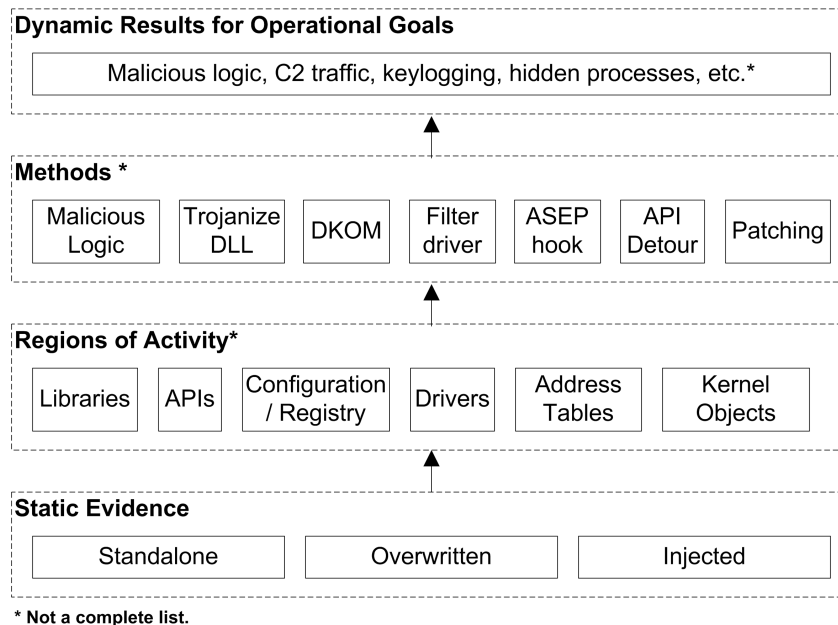 Dynamic Results for Operational Goals
Malicious logic, C2 traffic, keylogging, hidden processes, etc.*
Methods *
Malicious
Logic
Trojanize
DLL
DKOM
Filter
driver
ASEP
hook
API
Detour
Patching
Regions of Activity*
Libraries
APIs
Configuration
/ Registry
Drivers
Address
Tables
Kernel
Objects
Static Evidence
Standalone
Overwritten
Injected
* Not a complete list.